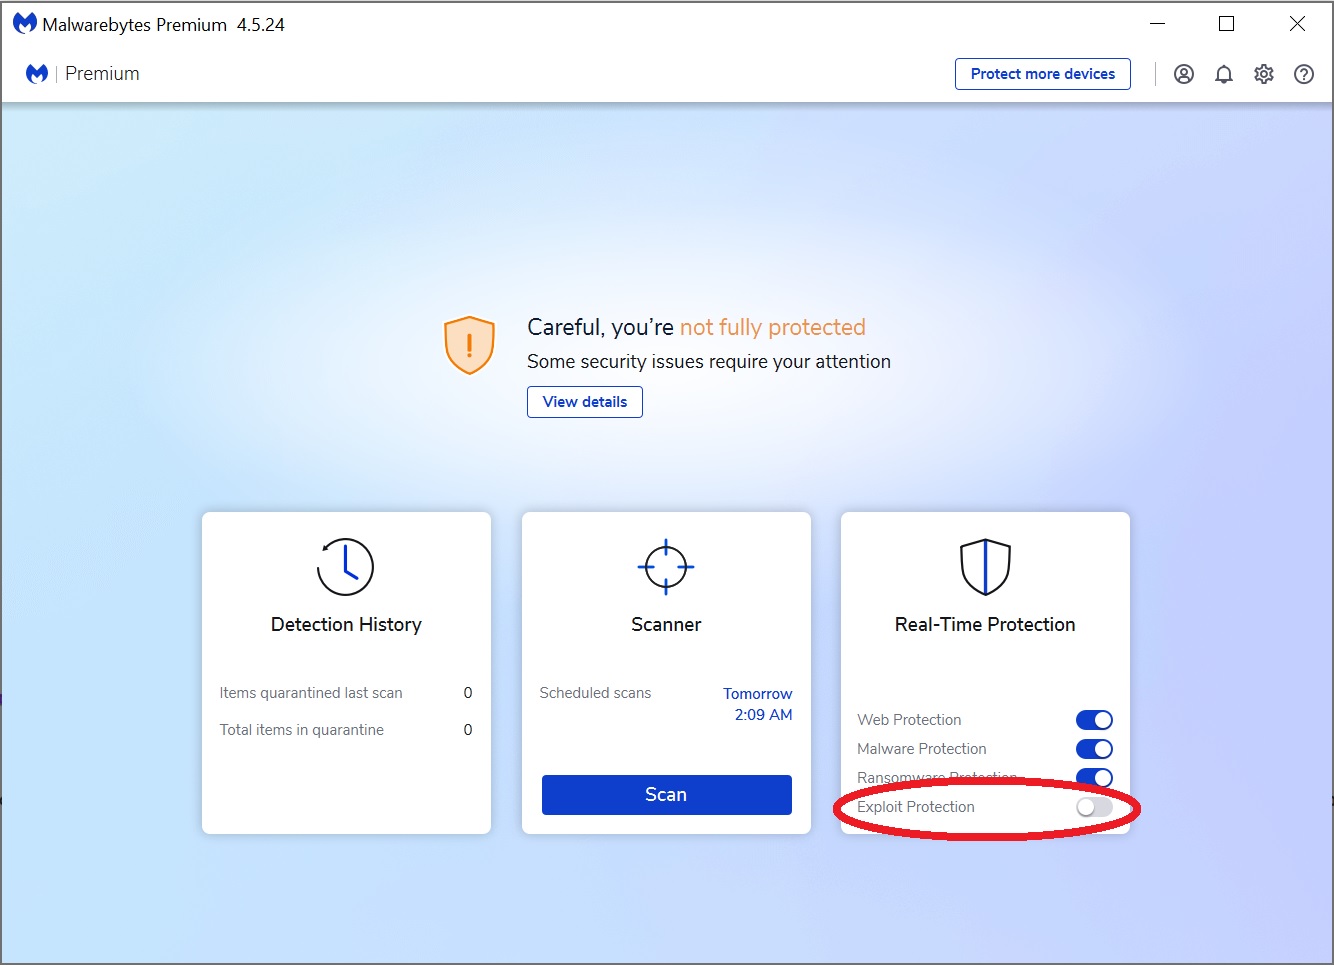 Malwarebytes Premium 4.5.24
Premium
Protect more devices
Careful, you're not fully protected
Some security issues require your attention
View details
Detection History
Items quarantined last scan 0
Total items in quarantine 0
Scanner
Scheduled scans Tomorrow
2:09 AM
Scan
Real-Time Protection
Web Protection
Malware Protection
Ransomware Protection
Exploit Protection